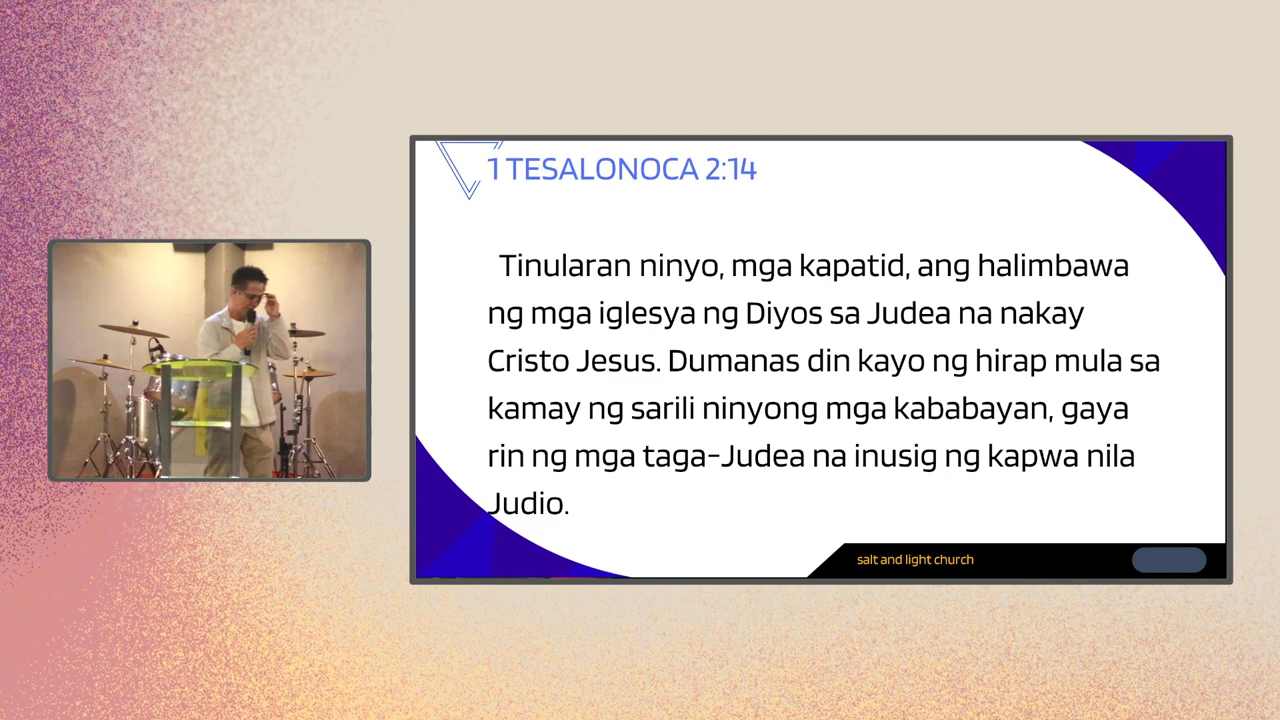 1 TESALONOCA 2:14
Tinularan ninyo, mga kapatid, ang halimbawa
ng mga iglesya ng Diyos sa Judea na nakay
Cristo Jesus. Dumanas din kayo ng hirap mula sa
kamay ng sarili ninyong mga kababayan, gaya
rin ng mga taga-Judea na inusig ng kapwa nila
Judio.
salt and light church